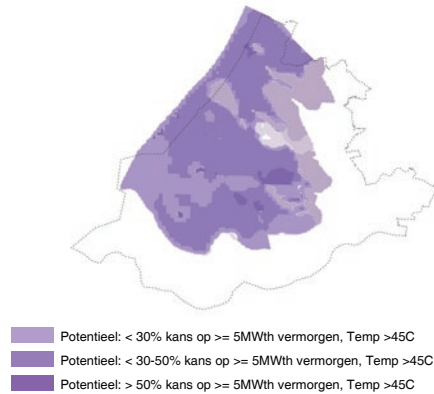 Potentieel: < 30% kans op >= 5MWth vermorgen, Temp >45C
Potentieel: < 30-50% kans op >= 5MWth vermorgen, Temp >45C
Potentieel: > 50% kans op >= 5MWth vermorgen, Temp >45C